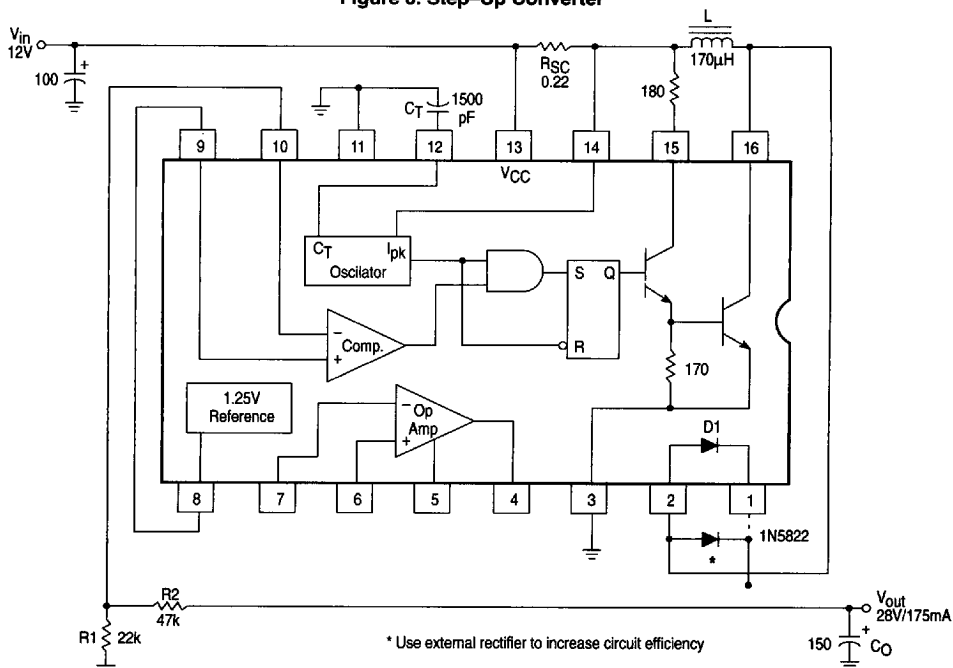 Figure 8. Step–Up Converter
Vin
12V
100
+
RSC
0.22
L
170μH
180
CT
1500
pF
9
10
11
12
13
14
15
16
VCC
CT
Ipk
Oscilator
S
Q
R
–
Comp.
+
170
1.25V
Reference
–
Op
Amp
+
D1
8
7
6
5
4
3
2
1
1N5822
*
R2
47k
R1
22k
Vout
28V/175mA
150
+
CO
* Use external rectifier to increase circuit efficiency